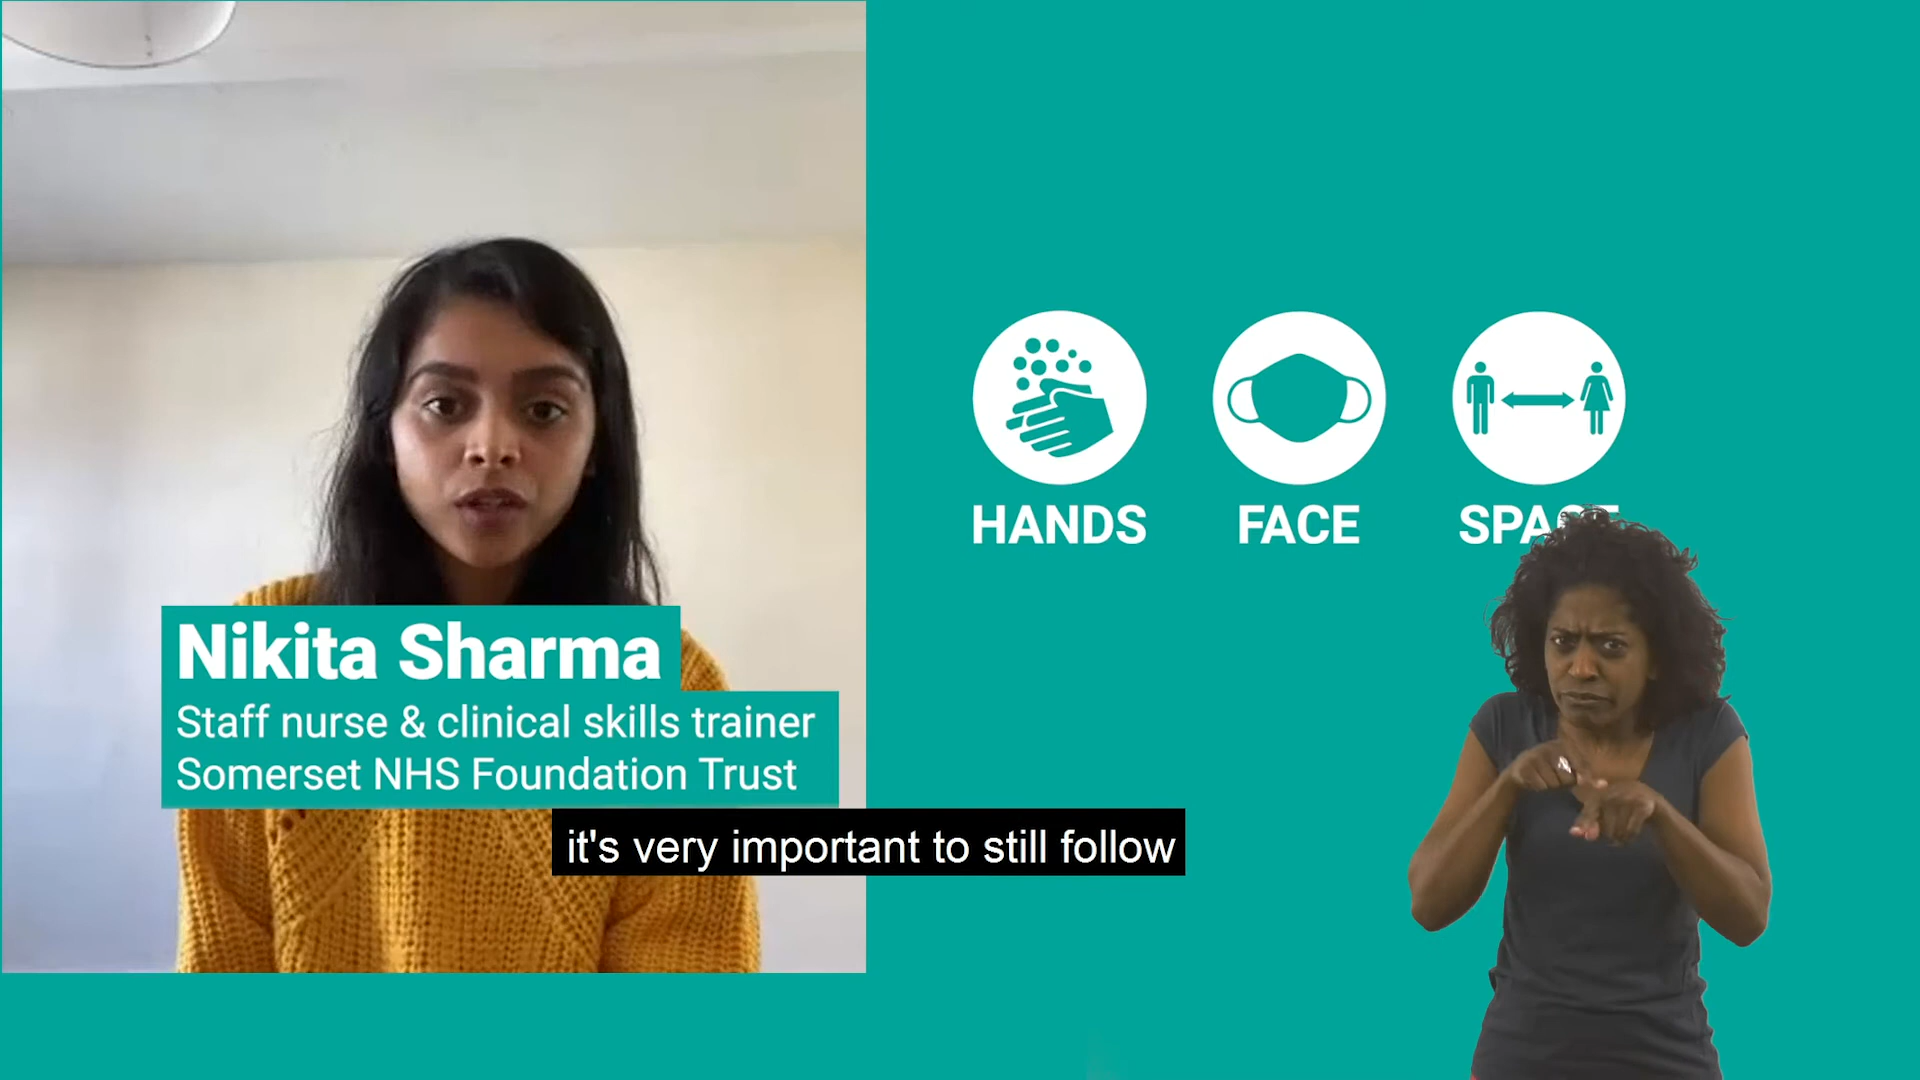 Nikita Sharma
Staff nurse & clinical skills trainer
Somerset NHS Foundation Trust
it's very important to still follow
HANDS
FACE
SPACE